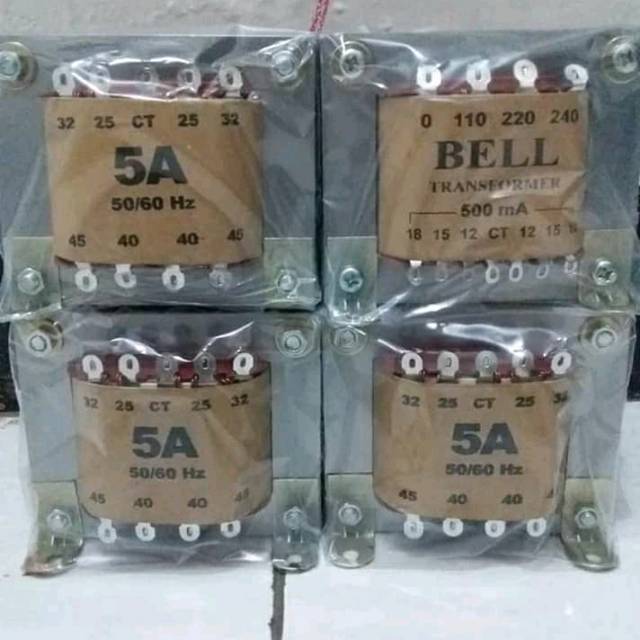 32 25 CT 25 32
5A
50/60 Hz
45 40 40 45
0 110 220 240
BELL
TRANSFORMER
500 mA
18 15 12 CT 12 15
32 25 CT 25 32
5A
50/60 Hz
45 40 40 45
32 25 CT 25
5A
50/60 Hz
45 40 40